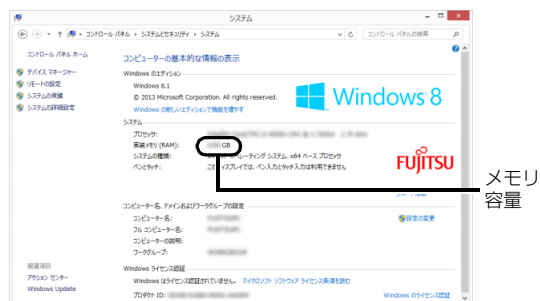 システム
コントロール パネル › システムとセキュリティ › システム
コントロール パネルの検索
コントロール パネル ホーム
デバイス マネージャー
リモートの設定
システムの保護
システムの詳細設定
コンピューターの基本的な情報の表示
Windows のエディション
Windows 8.1
© 2013 Microsoft Corporation. All rights reserved.
Windows の新しいエディションで機能を増やす
Windows 8
システム
プロセッサ:
実装メモリ (RAM): GB
システムの種類: オペレーティング システム、x64 ベース プロセッサ
ペンとタッチ: このディスプレイでは、ペン入力とタッチ入力は利用できません
FUJITSU
メモリ
容量
コンピューター名、ドメインおよびワークグループの設定
コンピューター名:
設定の変更
フル コンピューター名:
コンピューターの説明:
ワークグループ:
Windows ライセンス認証
Windows はライセンス認証されていません。 マイクロソフト ソフトウェア ライセンス条項を読む
プロダクト ID:
Windows のライセンス認証
関連項目
アクション センター
Windows Update